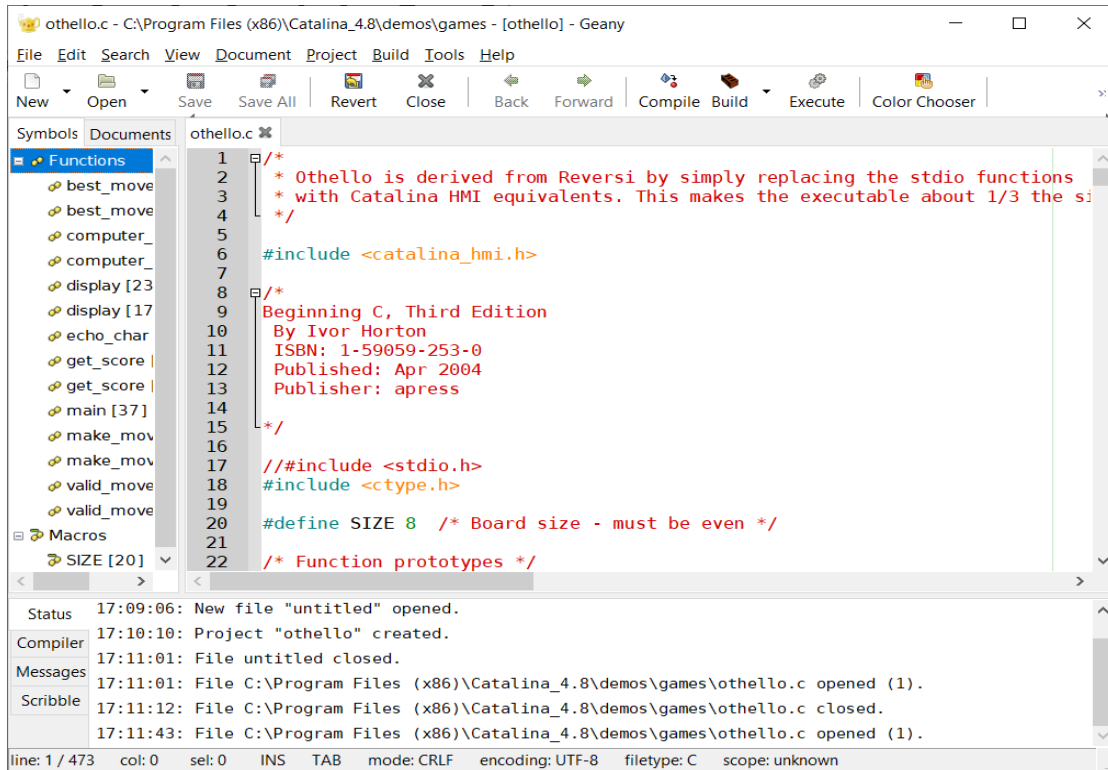 othello.c - C:\Program Files (x86)\Catalina_4.8\demos\games - [othello] - Geany
File Edit Search View Document Project Build Tools Help
New Open Save Save All Revert Close Back Forward Compile Build Execute Color Chooser
Symbols Documents othello.c
Functions
best_move
best_move
computer_
computer_
display [23
display [17
echo_char
get_score [
get_score [
main [37]
make_mov
make_mov
valid_move
valid_move
Macros
SIZE [20]
1 /*
2 * Othello is derived from Reversi by simply replacing the stdio functions
3 * with Catalina HMI equivalents. This makes the executable about 1/3 the si
4 */
5
6 #include <catalina_hmi.h>
7
8 /*
9 Beginning C, Third Edition
10 By Ivor Horton
11 ISBN: 1-59059-253-0
12 Published: Apr 2004
13 Publisher: apress
14
15 */
16
17 //#include <stdio.h>
18 #include <ctype.h>
19
20 #define SIZE 8 /* Board size - must be even */
21
22 /* Function prototypes */
Status
Compiler
Messages
Scribble
17:09:06: New file "untitled" opened.
17:10:10: Project "othello" created.
17:11:01: File untitled closed.
17:11:01: File C:\Program Files (x86)\Catalina_4.8\demos\games\othello.c opened (1).
17:11:12: File C:\Program Files (x86)\Catalina_4.8\demos\games\othello.c closed.
17:11:43: File C:\Program Files (x86)\Catalina_4.8\demos\games\othello.c opened (1).
line: 1 / 473 col: 0 sel: 0 INS TAB mode: CRLF encoding: UTF-8 filetype: C scope: unknown